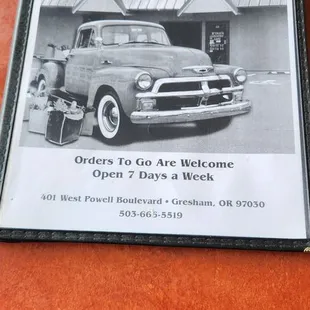 Orders To Go Are Welcome
Open 7 Days a Week
401 West Powell Boulevard • Gresham, OR 97030
503-665-5519